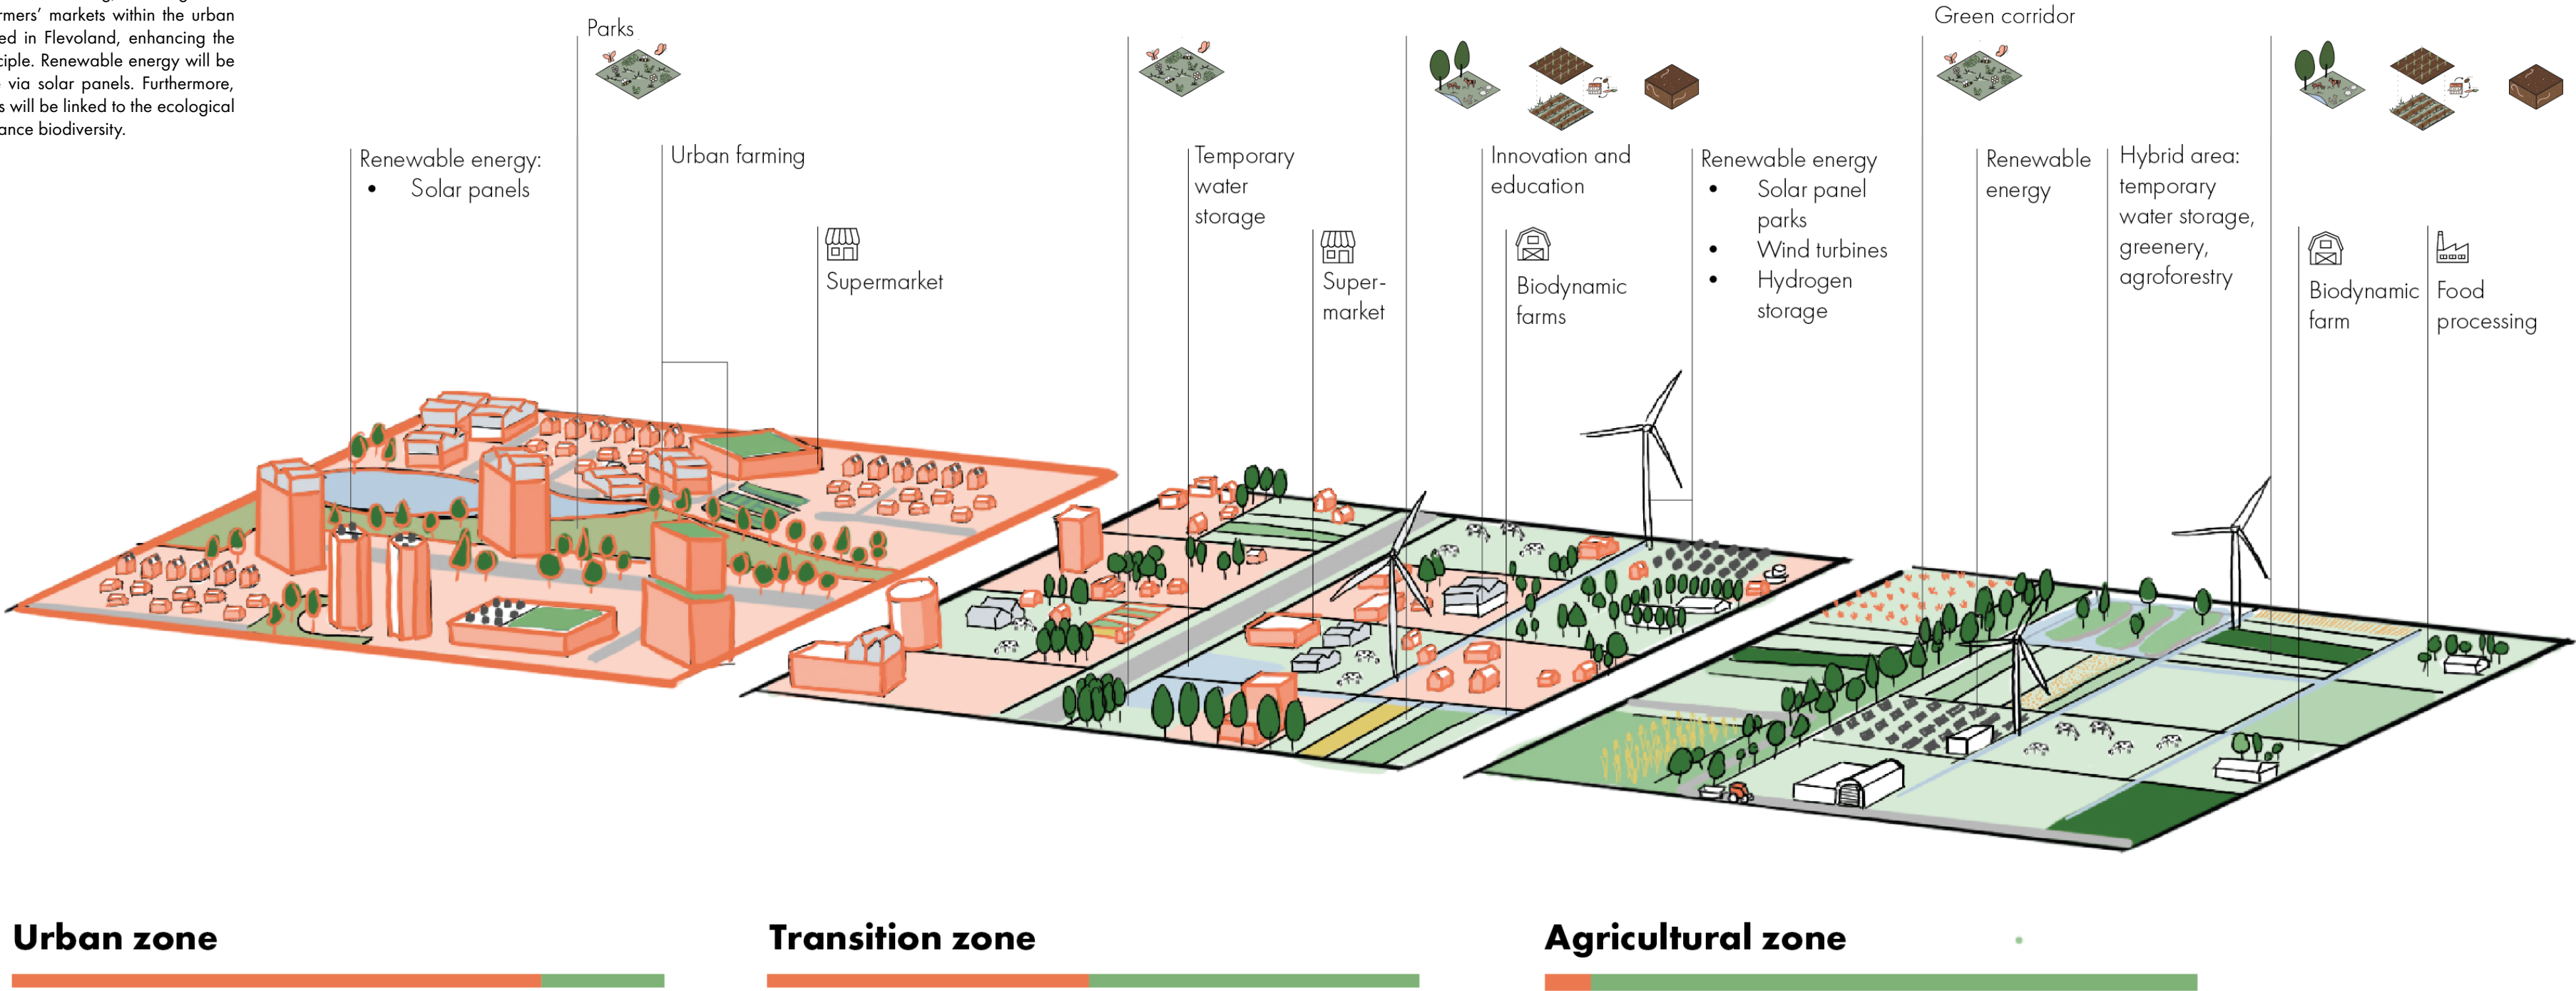 rmers' markets within the urban
ed in Flevoland, enhancing the
ciple. Renewable energy will be
via solar panels. Furthermore,
s will be linked to the ecological
ance biodiversity.
Parks
Green corridor
Renewable energy:
• Solar panels
Urban farming
Supermarket
Temporary
water
storage
Super-
market
Innovation and
education
Biodynamic
farms
Renewable energy
• Solar panel
parks
• Wind turbines
• Hydrogen
storage
Renewable
energy
Hybrid area:
temporary
water storage,
greenery,
agroforestry
Biodynamic
farm
Food
processing
Urban zone
Transition zone
Agricultural zone